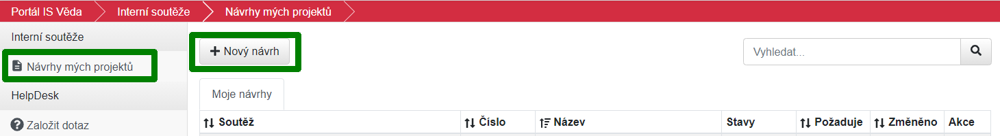 Portál IS Věda Interní soutěže Návrhy mých projektů
Interní soutěže
Návrhy mých projektů
HelpDesk
Založit dotaz
Nový návrh
Vyhledat...
Moje návrhy
Soutěž Číslo Název Stavy Požaduje Změněno Akce